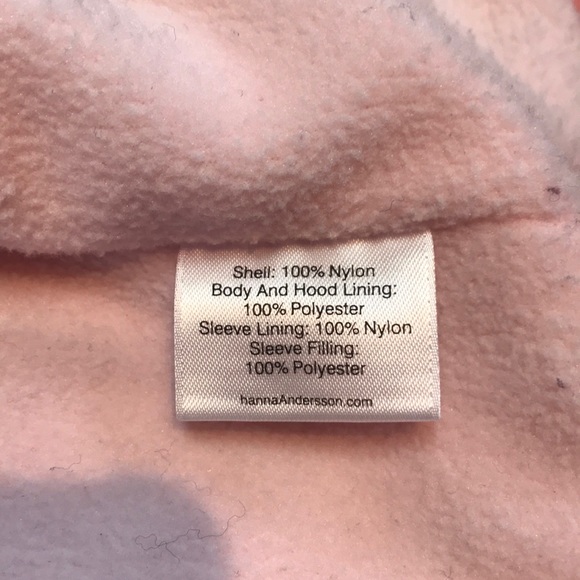 Shell: 100% Nylon
Body And Hood Lining:
100% Polyester
Sleeve Lining: 100% Nylon
Sleeve Filling:
100% Polyester
hannaAndersson.com